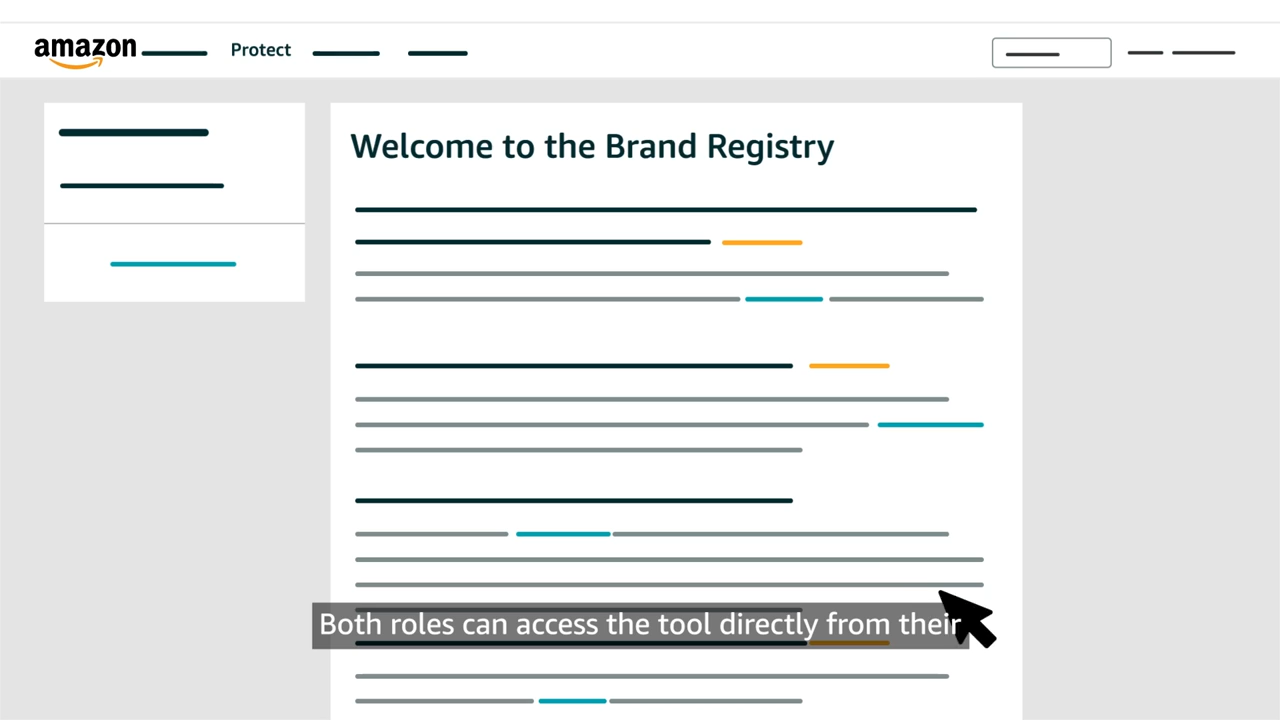 amazon
Protect
Welcome to the Brand Registry
Both roles can access the tool directly from their